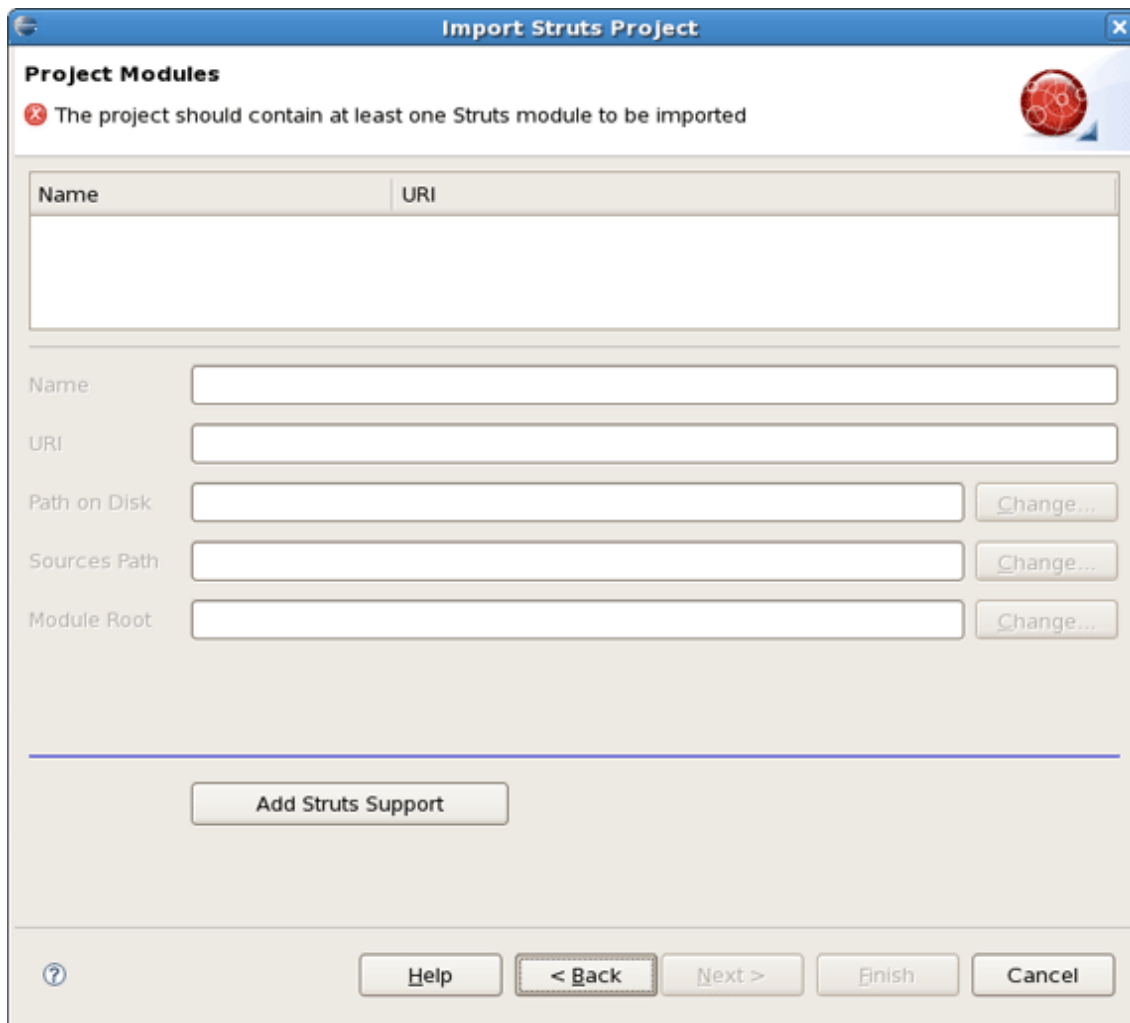 Import Struts Project
Project Modules
The project should contain at least one Struts module to be imported
Name URI
Name
URI
Path on Disk Change...
Sources Path Change...
Module Root Change...
Add Struts Support
? Help < Back Next > Finish Cancel